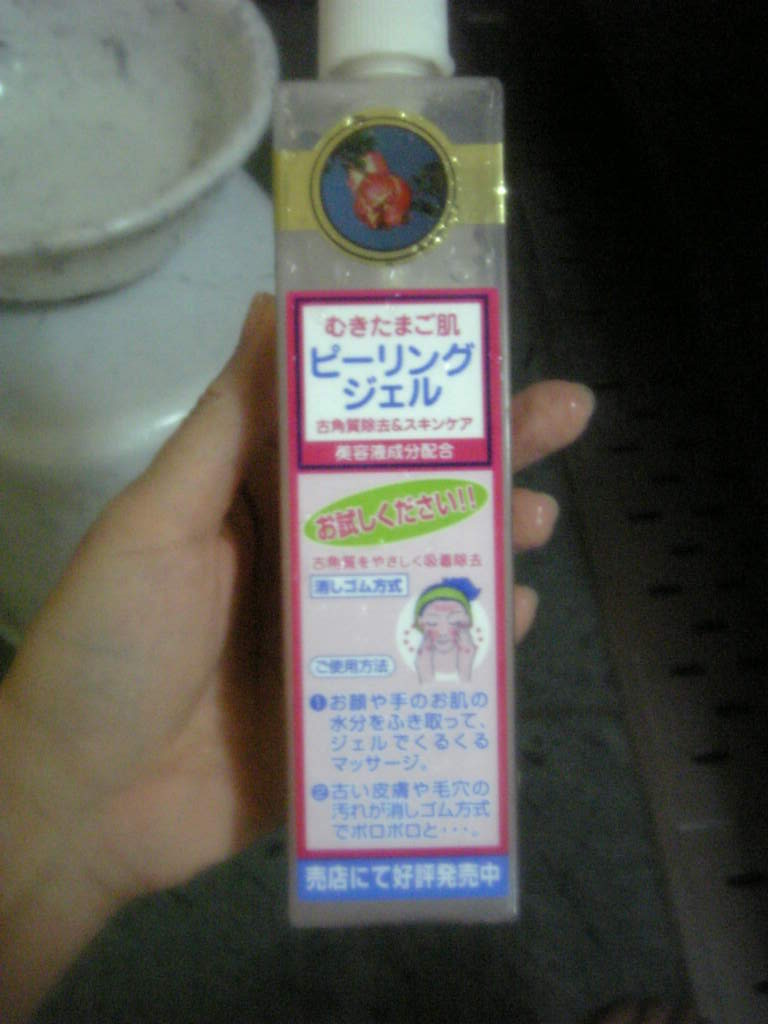 むきたまご肌
ピーリング
ジェル
古角質除去&スキンケア
美容液成分配合
お試しください!!
古角質をやさしく吸着除去
消しゴム方式
ご使用方法
❶お顔や手のお肌の
水分をふき取って、
ジェルでくるくる
マッサージ。
❷古い皮膚や毛穴の
汚れが消しゴム方式
でボロボロと・・・。
売店にて好評発売中